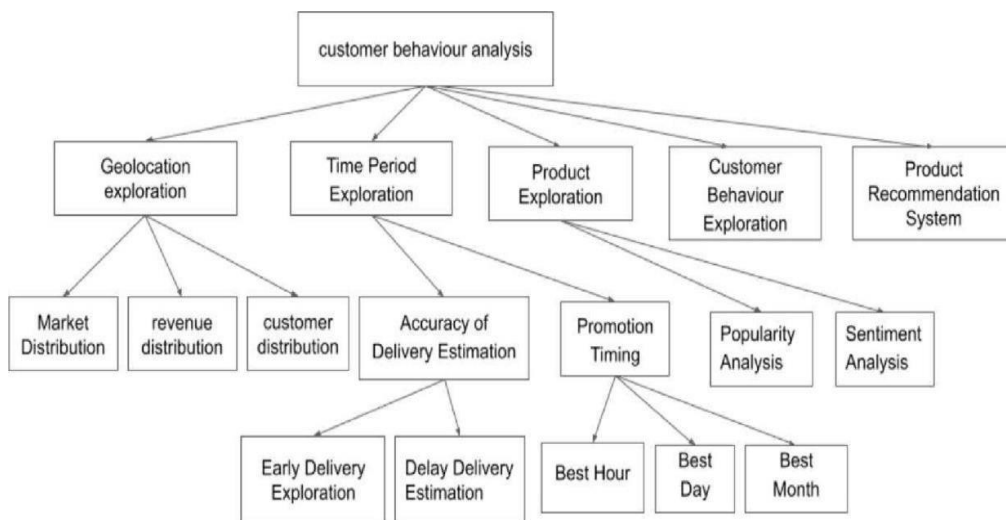 customer behaviour analysis
Geolocation
exploration
Time Period
Exploration
Product
Exploration
Customer
Behaviour
Exploration
Product
Recommendation
System
Market
Distribution
revenue
distribution
customer
distribution
Accuracy of
Delivery Estimation
Promotion
Timing
Popularity
Analysis
Sentiment
Analysis
Early Delivery
Exploration
Delay Delivery
Estimation
Best Hour
Best
Day
Best
Month